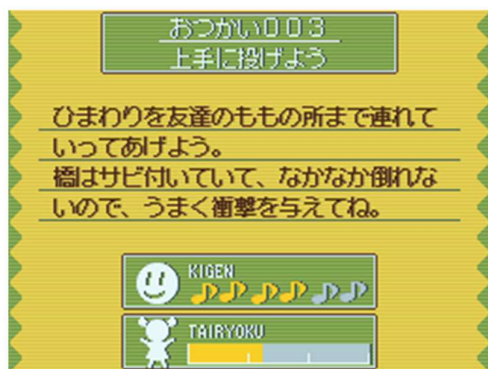 おつかい003
上手に投げよう
ひまわりを友達のももの所まで連れて
いってあげよう。
橋はサビ付いていて、なかなか倒れな
いので、うまく衝撃を与えてね。
KIGEN
TAIRYOKU